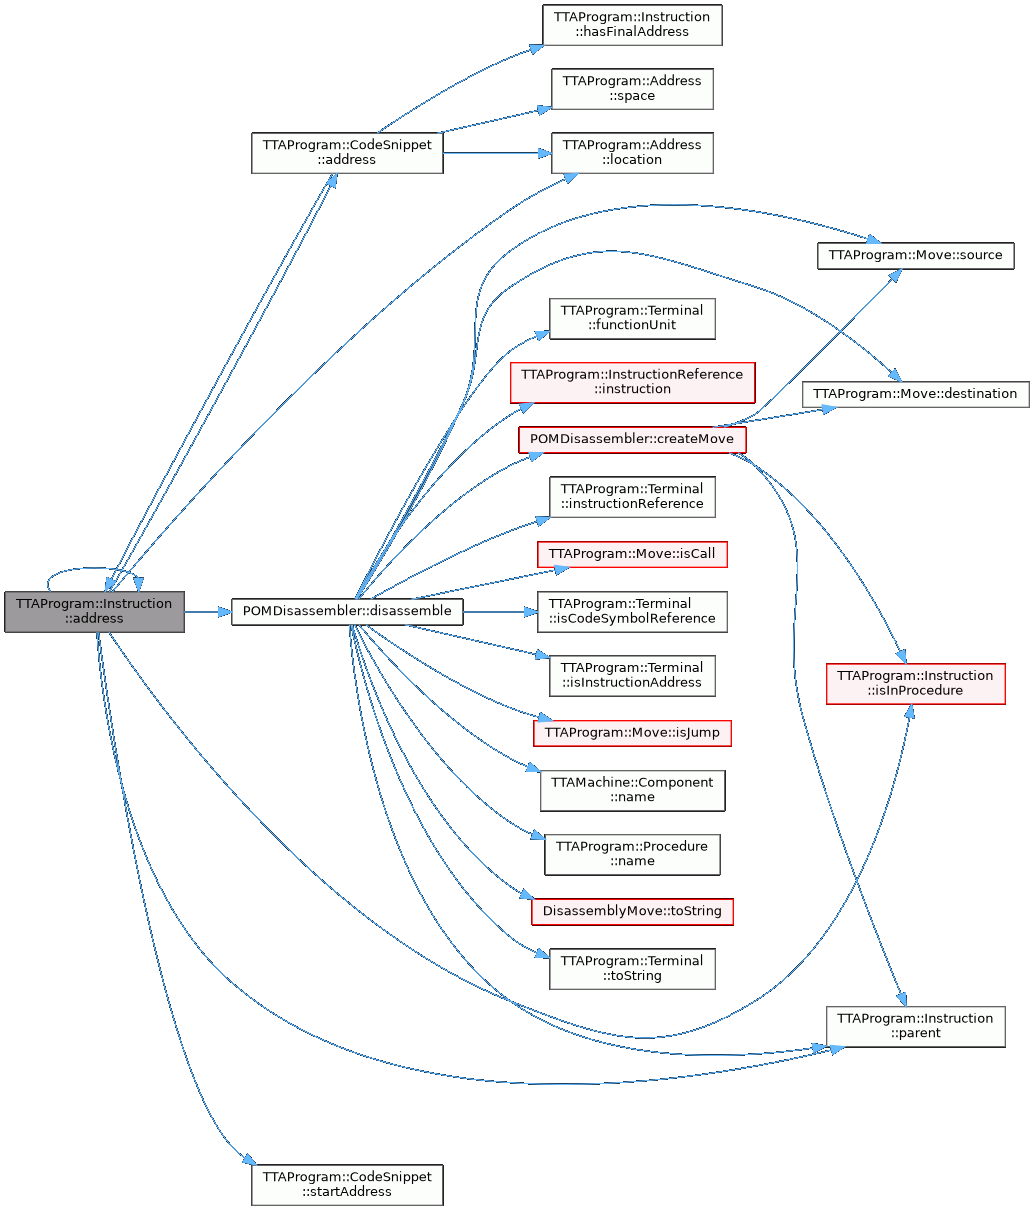 TTAProgram::Instruction
::hasFinalAddress
TTAProgram::Address
::space
TTAProgram::CodeSnippet
::address
TTAProgram::Address
::location
TTAProgram::Move::source
TTAProgram::Terminal
::functionUnit
TTAProgram::InstructionReference
::instruction
TTAProgram::Move::destination
POMDisassembler::createMove
TTAProgram::Terminal
::instructionReference
TTAProgram::Move::isCall
TTAProgram::Instruction
::address
POMDisassembler::disassemble
TTAProgram::Terminal
::isCodeSymbolReference
TTAProgram::Terminal
::isInstructionAddress
TTAProgram::Instruction
::isInProcedure
TTAProgram::Move::isJump
TTAMachine::Component
::name
TTAProgram::Procedure
::name
DisassemblyMove::toString
TTAProgram::Terminal
::toString
TTAProgram::Instruction
::parent
TTAProgram::CodeSnippet
::startAddress